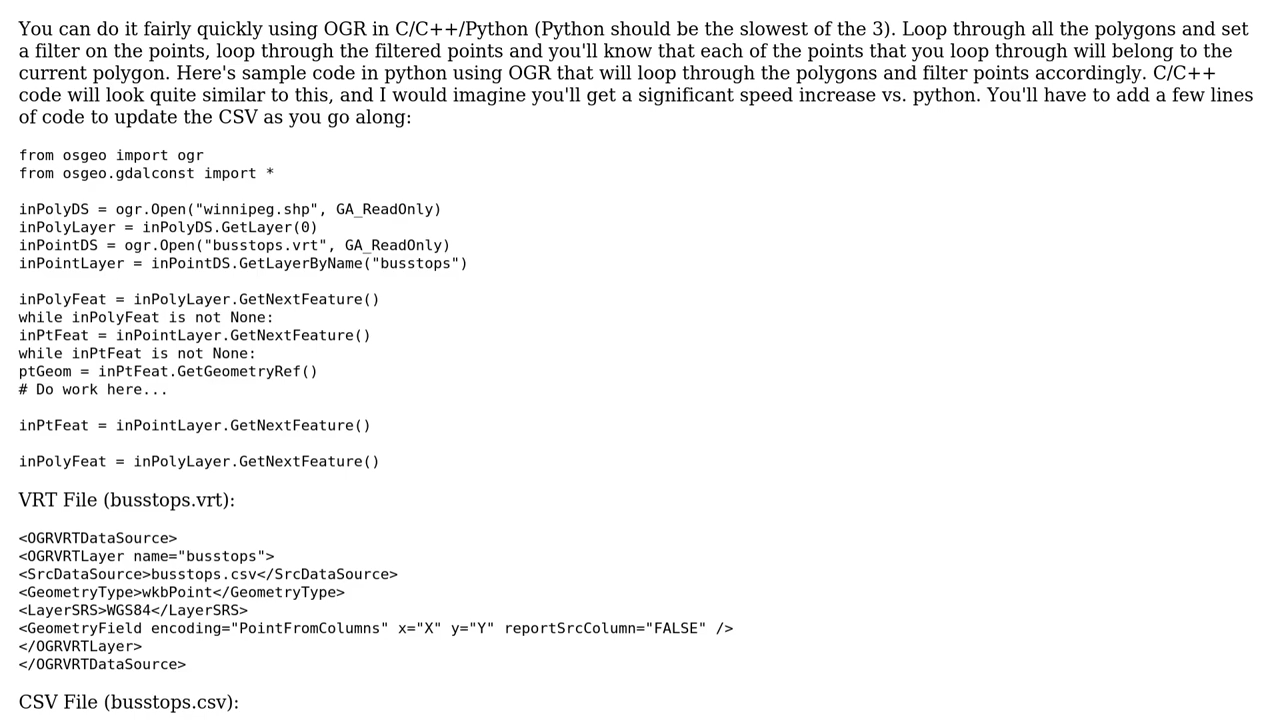 You can do it fairly quickly using OGR in C/C++/Python (Python should be the slowest of the 3). Loop through all the polygons and set
a filter on the points, loop through the filtered points and you'll know that each of the points that you loop through will belong to the
current polygon. Here's sample code in python using OGR that will loop through the polygons and filter points accordingly. C/C++
code will look quite similar to this, and I would imagine you'll get a significant speed increase vs. python. You'll have to add a few lines
of code to update the CSV as you go along:
from osgeo import ogr
from osgeo.gdalconst import *
inPolyDS = ogr.Open("winnipeg.shp", GA_ReadOnly)
inPolyLayer = inPolyDS.GetLayer(0)
inPointDS = ogr.Open("busstops.vrt", GA_ReadOnly)
inPointLayer = inPointDS.GetLayerByName("busstops")
inPolyFeat = inPolyLayer.GetNextFeature()
while inPolyFeat is not None:
inPtFeat = inPointLayer.GetNextFeature()
while inPtFeat is not None:
ptGeom = inPtFeat.GetGeometryRef()
# Do work here...
inPtFeat = inPointLayer.GetNextFeature()
inPolyFeat = inPolyLayer.GetNextFeature()
VRT File (busstops.vrt):
<OGRVRTDataSource>
<OGRVRTLayer name="busstops">
<SrcDataSource>busstops.csv</SrcDataSource>
<GeometryType>wkbPoint</GeometryType>
<LayerSRS>WGS84</LayerSRS>
<GeometryField encoding="PointFromColumns" x="X" y="Y" reportSrcColumn="FALSE" />
</OGRVRTLayer>
</OGRVRTDataSource>
CSV File (busstops.csv):